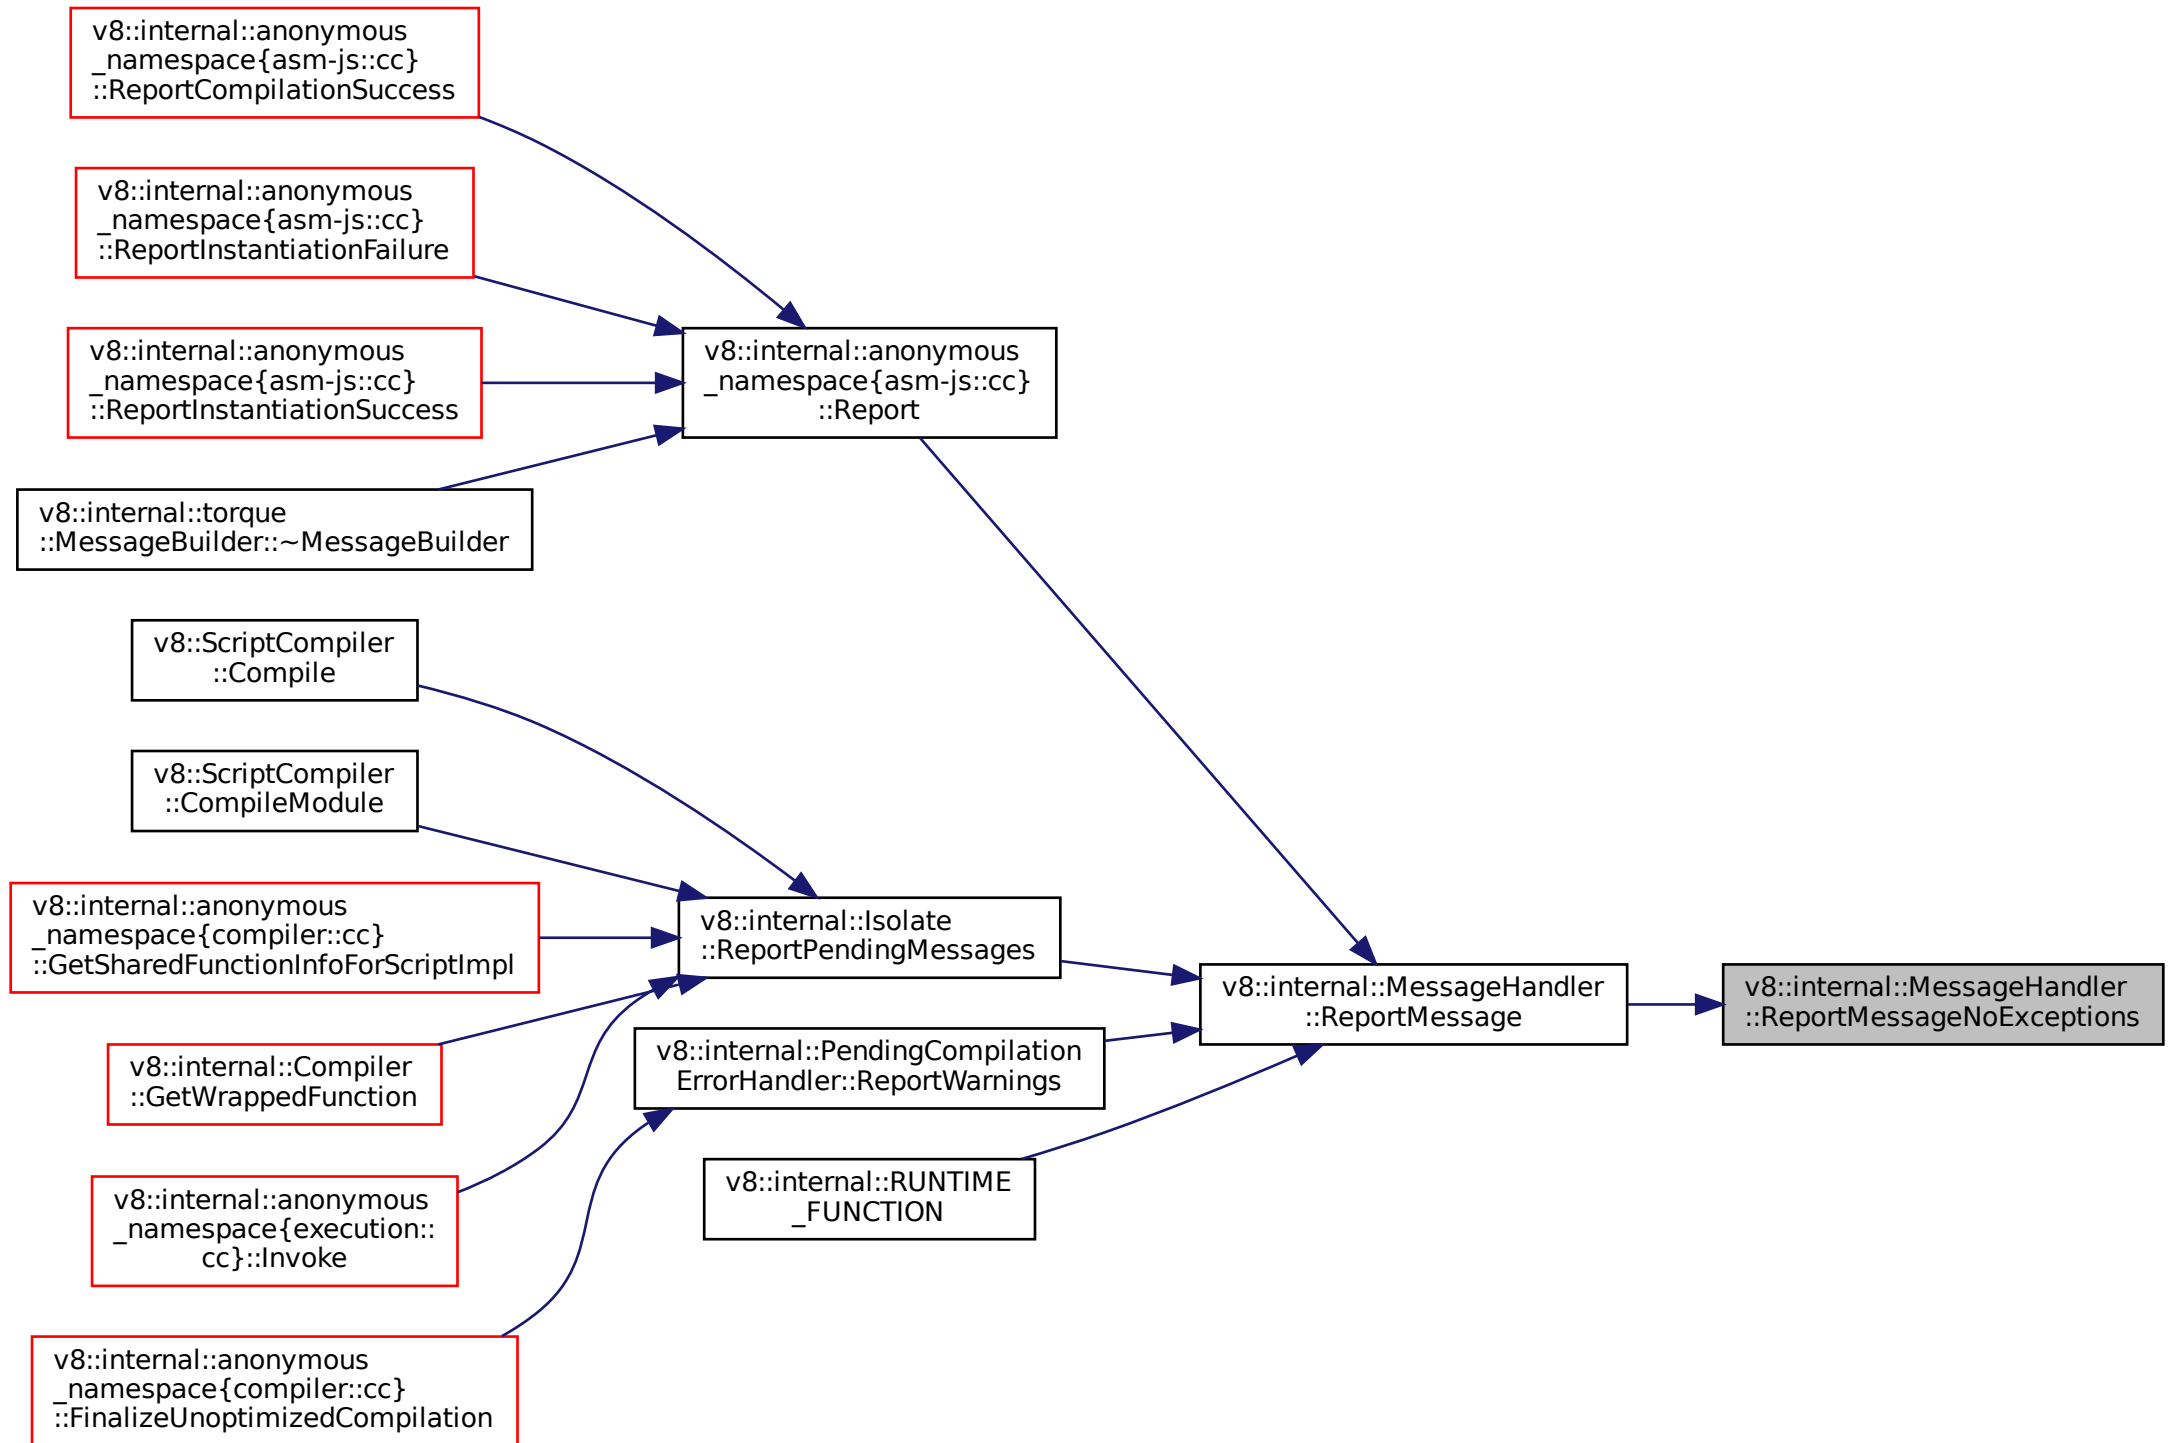 v8::internal::anonymous
_namespace{asm-js::cc}
::ReportCompilationSuccess
v8::internal::anonymous
_namespace{asm-js::cc}
::ReportInstantiationFailure
v8::internal::anonymous
_namespace{asm-js::cc}
::ReportInstantiationSuccess
v8::internal::torque
::MessageBuilder::~MessageBuilder
v8::internal::anonymous
_namespace{asm-js::cc}
::Report
v8::ScriptCompiler
::Compile
v8::ScriptCompiler
::CompileModule
v8::internal::anonymous
_namespace{compiler::cc}
::GetSharedFunctionInfoForScriptImpl
v8::internal::Compiler
::GetWrappedFunction
v8::internal::anonymous
_namespace{execution::
cc}::Invoke
v8::internal::anonymous
_namespace{compiler::cc}
::FinalizeUnoptimizedCompilation
v8::internal::Isolate
::ReportPendingMessages
v8::internal::PendingCompilation
ErrorHandler::ReportWarnings
v8::internal::RUNTIME
_FUNCTION
v8::internal::MessageHandler
::ReportMessage
v8::internal::MessageHandler
::ReportMessageNoExceptions